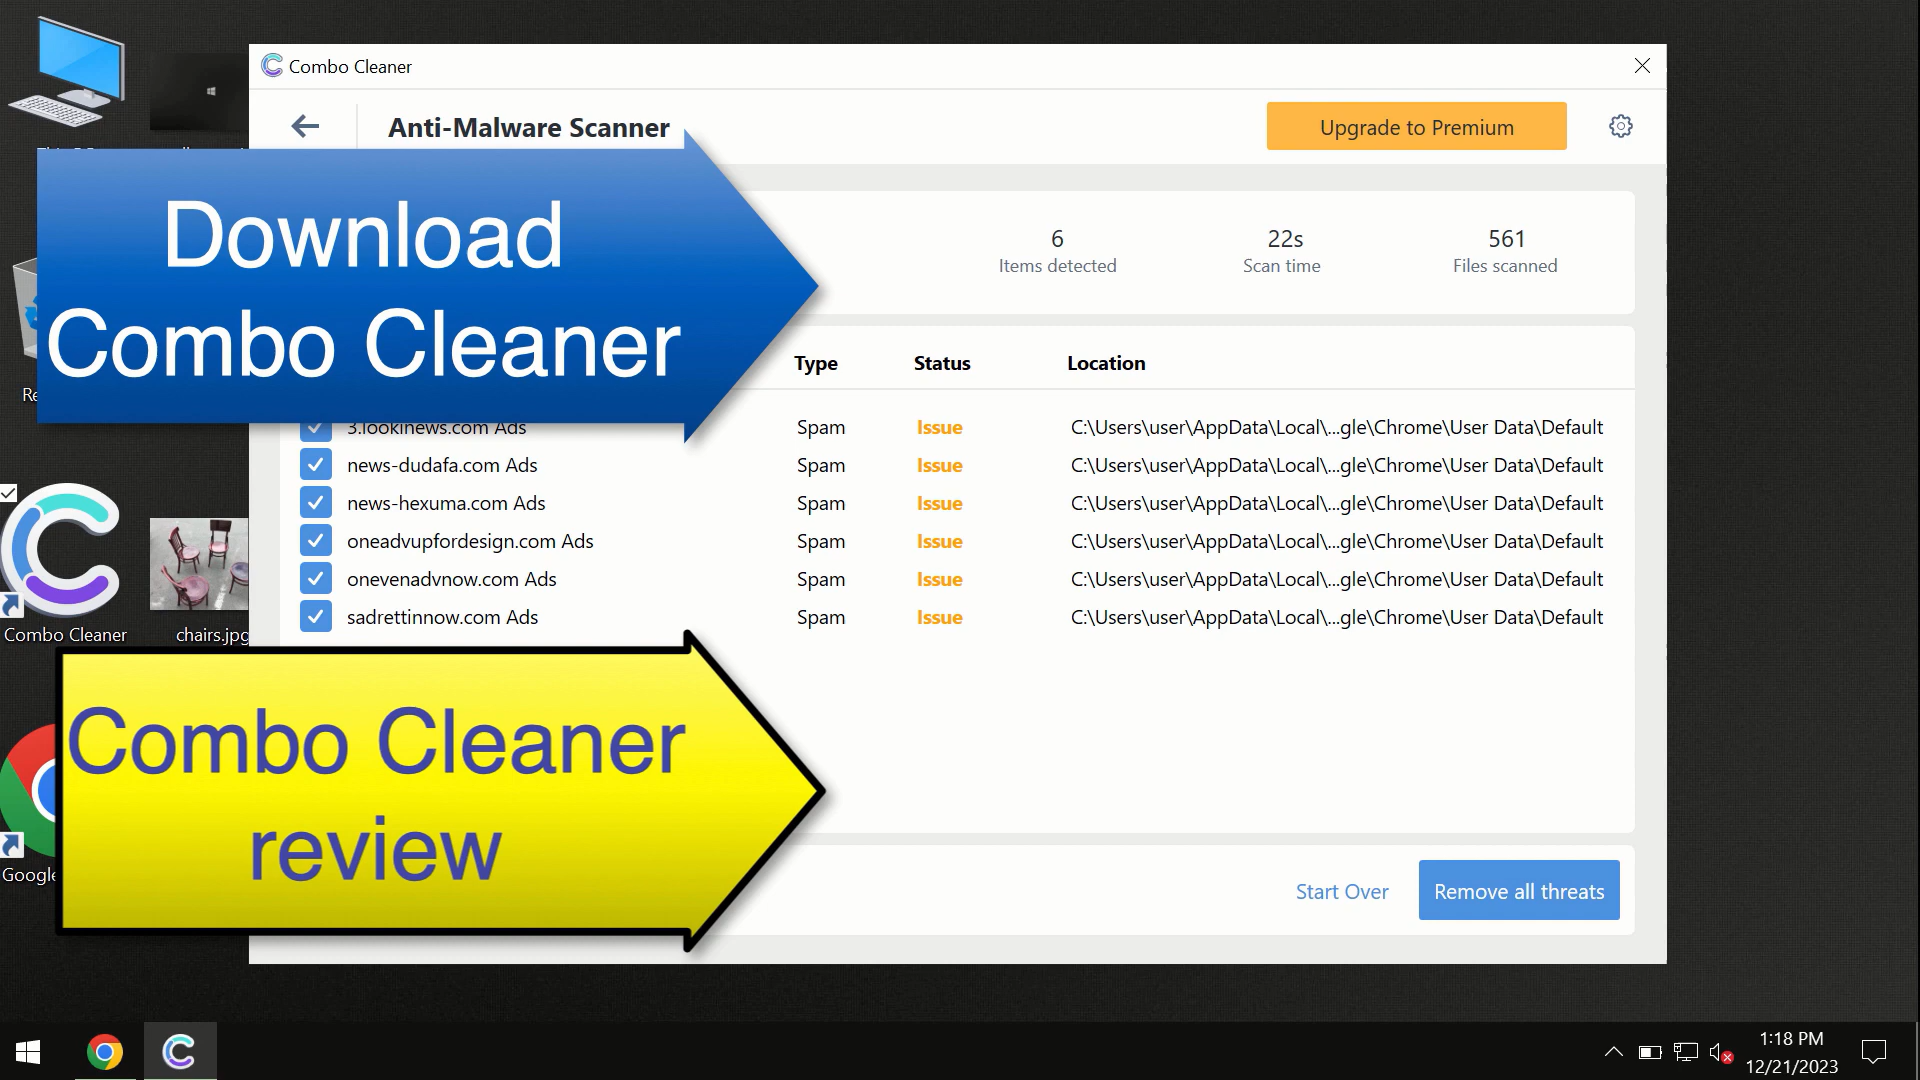 Combo Cleaner
Anti-Malware Scanner
Upgrade to Premium
Download
Combo Cleaner
6
Items detected
22s
Scan time
561
Files scanned
Type Status Location
3.lookinews.com Ads Spam Issue C:\Users\user\AppData\Local\...gle\Chrome\User Data\Default
news-dudafa.com Ads Spam Issue C:\Users\user\AppData\Local\...gle\Chrome\User Data\Default
news-hexuma.com Ads Spam Issue C:\Users\user\AppData\Local\...gle\Chrome\User Data\Default
oneadvupfordesign.com Ads Spam Issue C:\Users\user\AppData\Local\...gle\Chrome\User Data\Default
onevenadvnow.com Ads Spam Issue C:\Users\user\AppData\Local\...gle\Chrome\User Data\Default
sadrettinnow.com Ads Spam Issue C:\Users\user\AppData\Local\...gle\Chrome\User Data\Default
Combo Cleaner
chairs.jpg
Combo Cleaner
review
Google
Start Over
Remove all threats
1:18 PM
12/21/2023